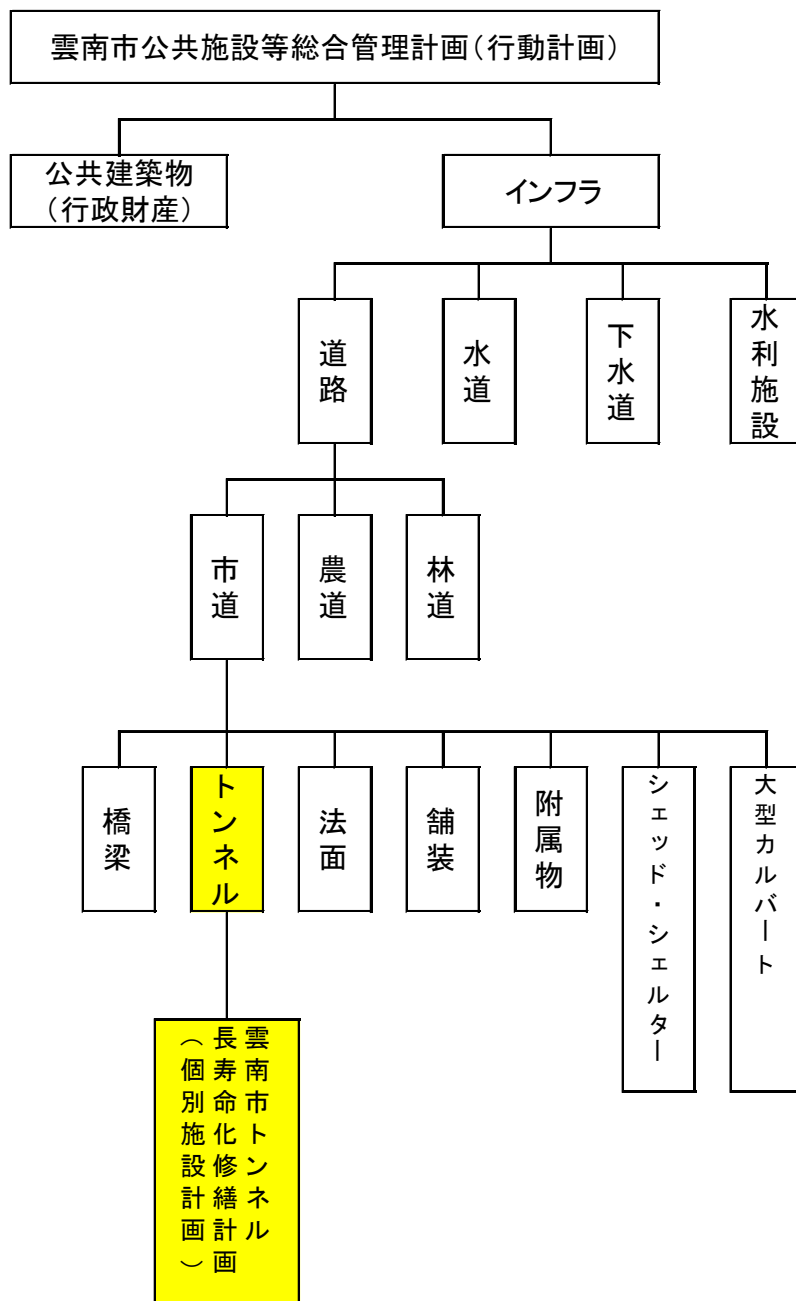 雲南市公共施設等総合管理計画（行動計画）
公共建築物
（行政財産）
インフラ
道路
水道
下水道
水利施設
市道
農道
林道
橋梁
トンネル
法面
舗装
附属物
シェッド・シェルター
大型カルバート
雲南市トンネル
長寿命化修繕計画
（個別施設計画）